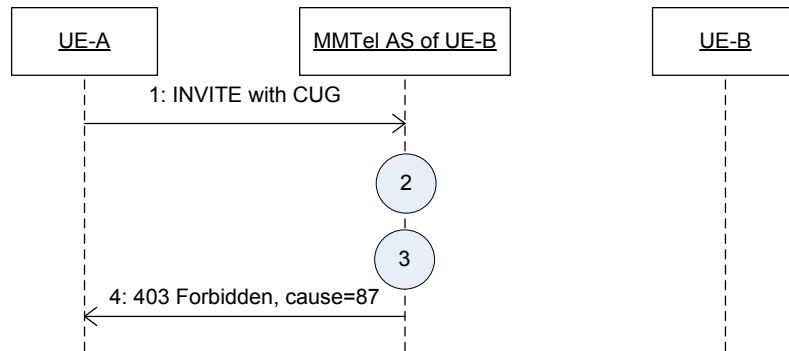 UE-A
MMTel AS of UE-B
UE-B
1: INVITE with CUG
2
3
4: 403 Forbidden, cause=87